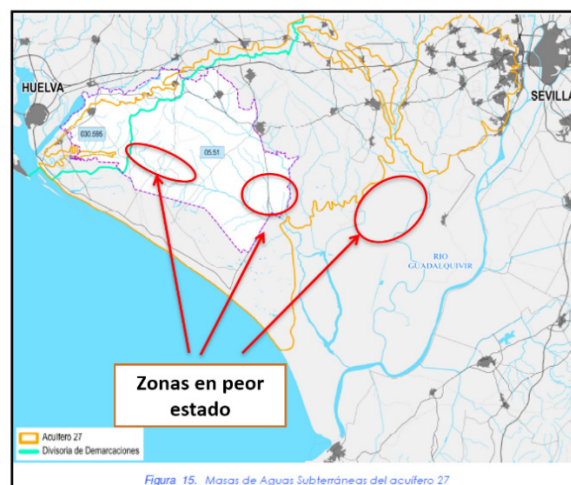 HUELVA
SEVILLA
030.595
05.51
RIO
GUADALQUIVIR
Zonas en peor
estado
Acuífero 27
Divisoria de Demarcaciones
Figura 15. Masas de Aguas Subterráneas del acuífero 27